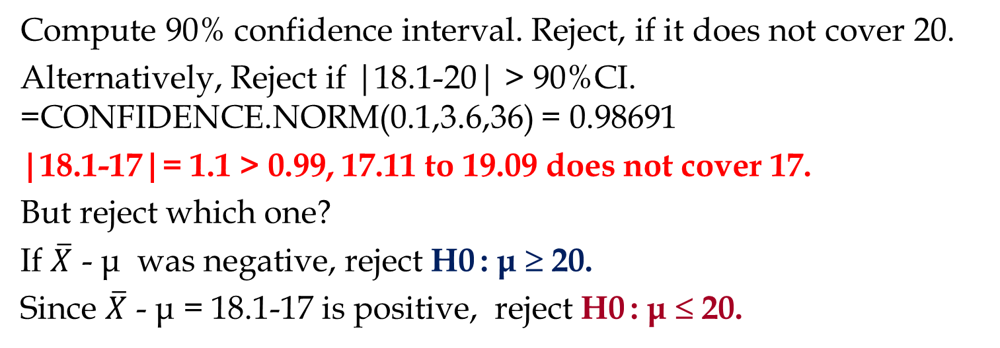 Compute 90% confidence interval. Reject, if it does not cover 20.
Alternatively, Reject if |18.1-20| > 90%CI.
=CONFIDENCE.NORM(0.1,3.6,36) = 0.98691
|18.1-17|= 1.1 > 0.99, 17.11 to 19.09 does not cover 17.
But reject which one?
If X̅ - µ was negative, reject H0: µ ≥ 20.
Since X̅ - µ = 18.1-17 is positive, reject H0: µ ≤ 20.